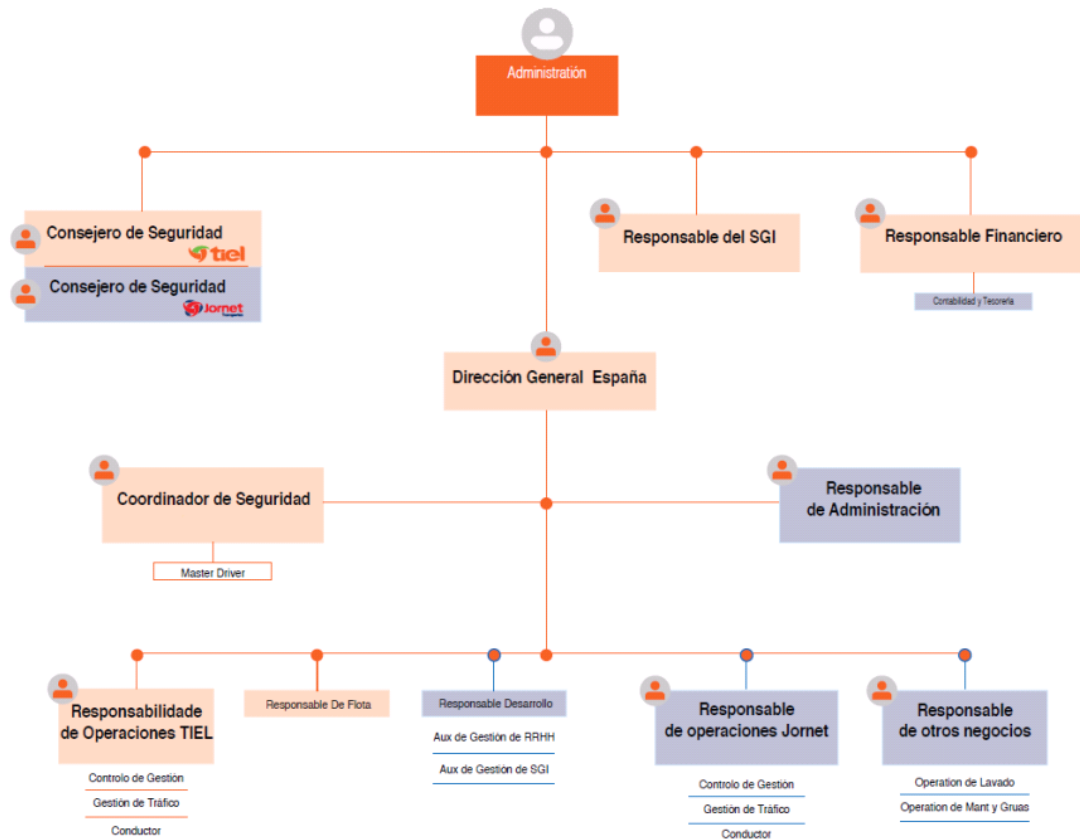 Administratión
Consejero de Seguridad
tiel
Consejero de Seguridad
Jornet
Transportes
Responsable del SGI
Responsable Financiero
Contabilidad y Tesorería
Dirección General España
Coordinador de Seguridad
Master Driver
Responsable
de Administración
Responsabilidade
de Operaciones TIEL
Controlo de Gestión
Gestión de Tráfico
Conductor
Responsable De Flota
Responsable Desarrollo
Aux de Gestión de RRHH
Aux de Gestión de SGI
Responsable
de operaciones Jornet
Controlo de Gestión
Gestión de Tráfico
Conductor
Responsable
de otros negocios
Operation de Lavado
Operation de Mant y Gruas